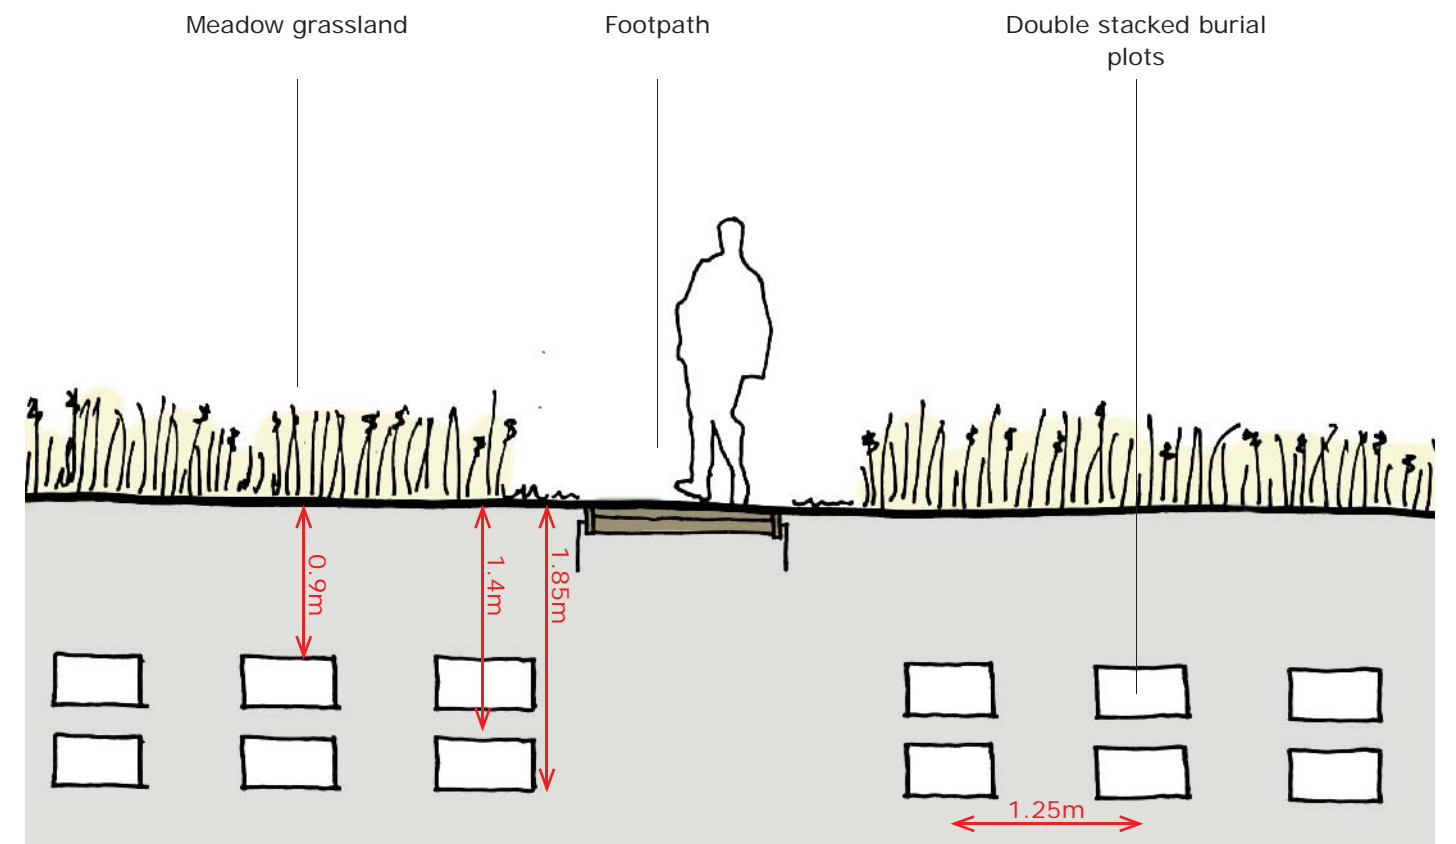 Meadow grassland
Footpath
Double stacked burial
plots
0.9m
1.4m
1.85m
1.25m